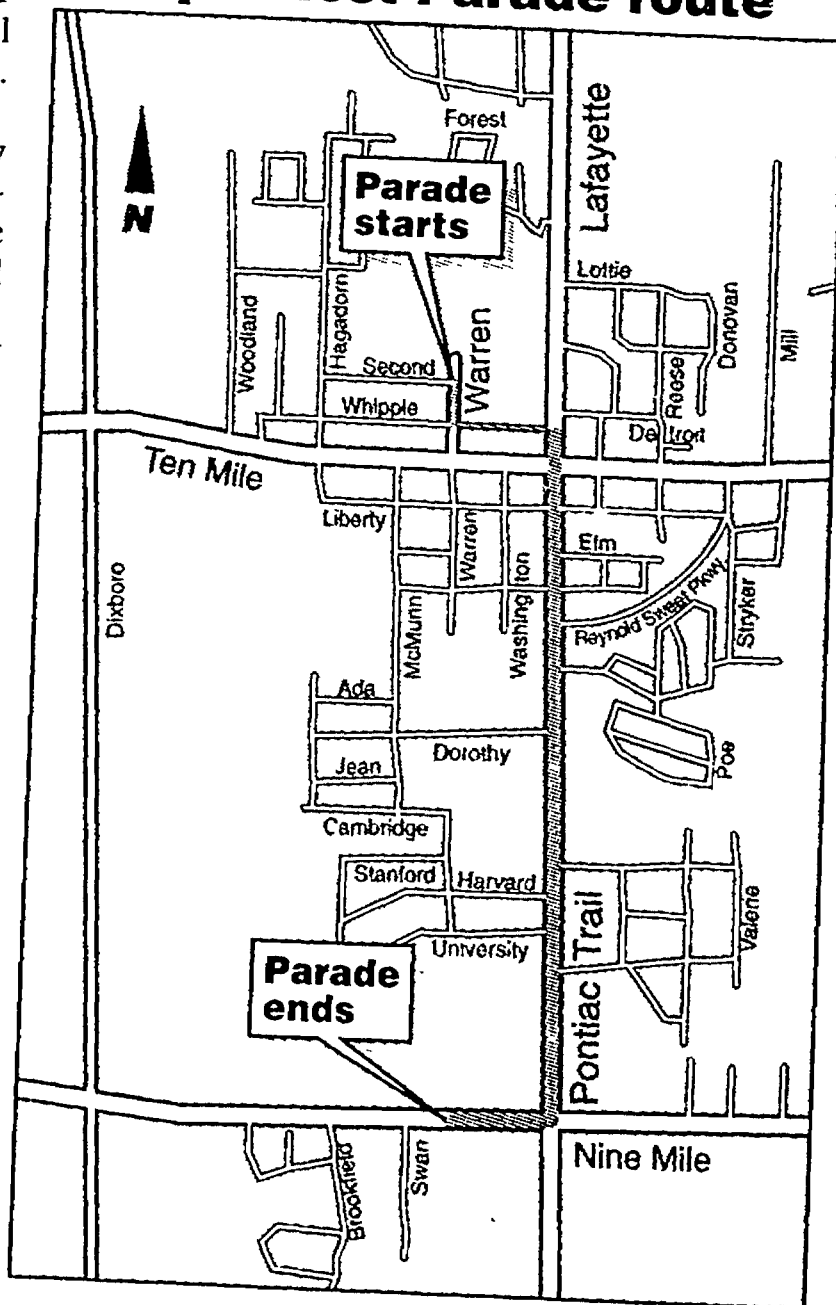 Parade route
Forest
Lafayette
Parade
starts
N
Lottie
Woodland
Hagadorn
Donovan
Mill
Second
Warren
Reese
Whipple
Detroit
Ten Mile
Liberty
Warren
Elm
Dixboro
McMunn
Washington
Reynold Sweet Pkwy
Stryker
Ada
Dorothy
Jean
Poe
Cambridge
Stanford
Harvard
Valerie
University
Pontiac Trail
Parade
ends
Nine Mile
Brookfield
Swan